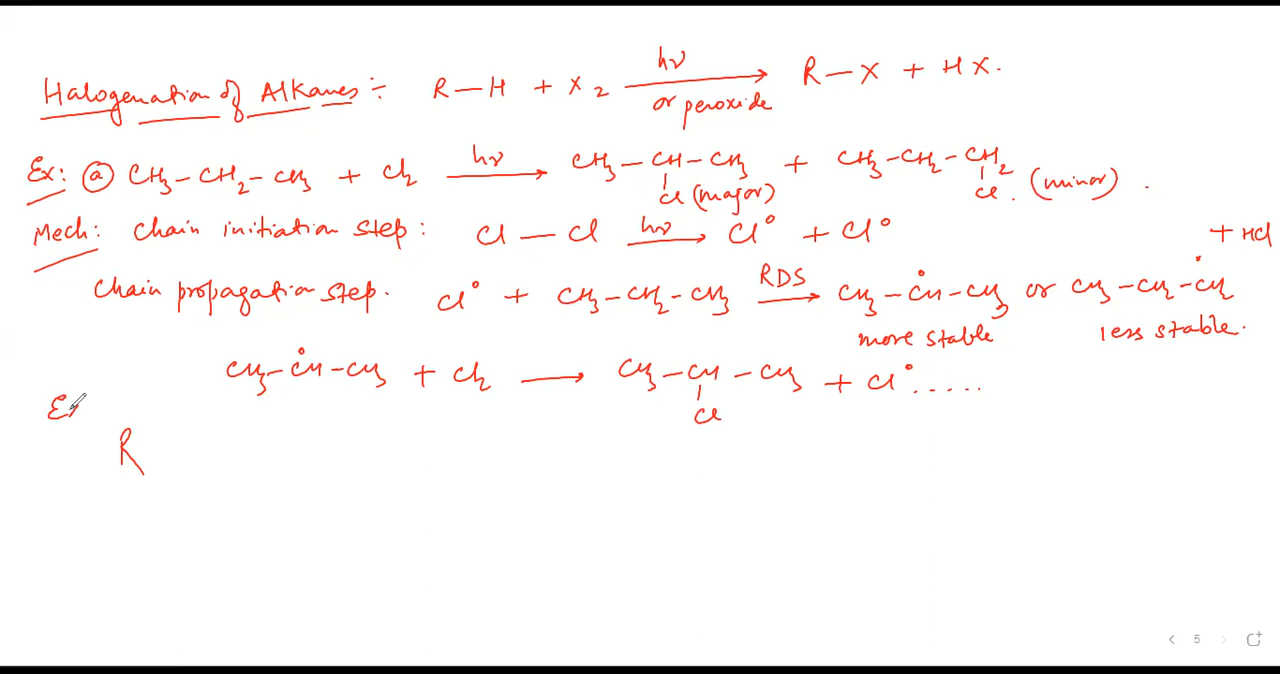 Halogenation of Alkanes :- R—H + X2 hν or peroxide → R—X + HX.
Ex: ⓐ CH3—CH2—CH3 + Cl2 hν → CH3—CH—CH3 + CH3—CH2—CH2
Cl (major) Cl. (minor) .
Mech: Chain initiation step: Cl—Cl hν → Cl° + Cl°
+ HCl
Chain propagation step. Cl° + CH3—CH2—CH3 RDS → CH3—ĊH—CH3 or CH3—CH2—ĊH2
more stable less stable.
CH3—ĊH—CH3 + Cl2 → CH3—CH—CH3 + Cl° .....
Cl
Ex
R
5